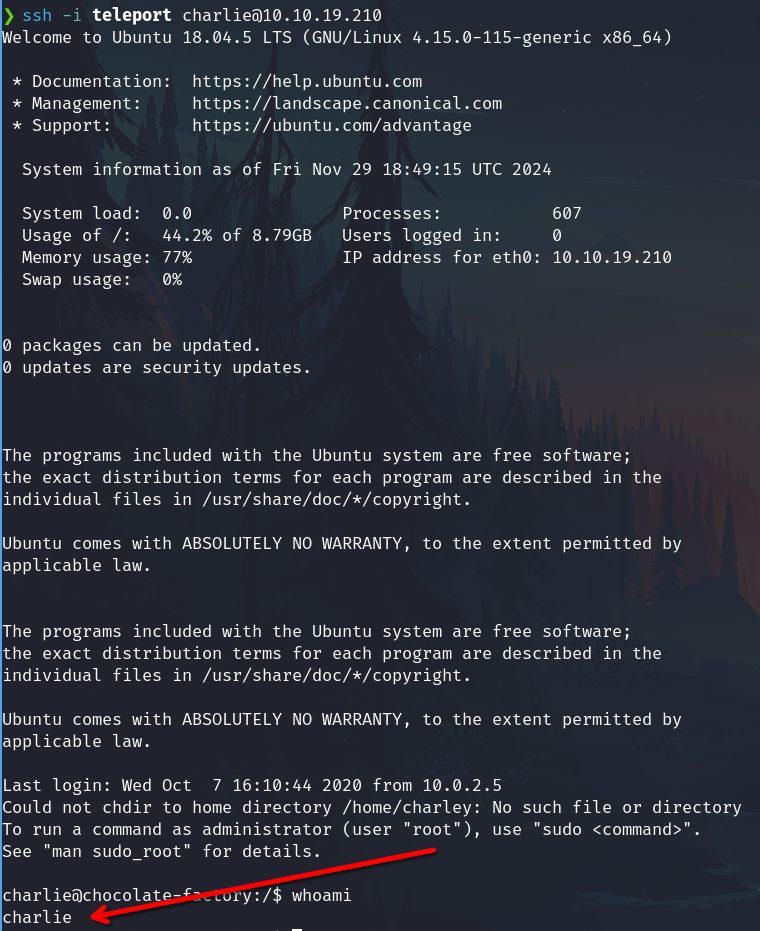 ❯ ssh -i teleport charlie@10.10.19.210
Welcome to Ubuntu 18.04.5 LTS (GNU/Linux 4.15.0-115-generic x86_64)
* Documentation:  https://help.ubuntu.com
* Management:     https://landscape.canonical.com
* Support:        https://ubuntu.com/advantage
System information as of Fri Nov 29 18:49:15 UTC 2024
System load:  0.0               Processes:           607
Usage of /:   44.2% of 8.79GB   Users logged in:     0
Memory usage: 77%               IP address for eth0: 10.10.19.210
Swap usage:   0%
0 packages can be updated.
0 updates are security updates.
The programs included with the Ubuntu system are free software;
the exact distribution terms for each program are described in the
individual files in /usr/share/doc/*/copyright.
Ubuntu comes with ABSOLUTELY NO WARRANTY, to the extent permitted by
applicable law.
The programs included with the Ubuntu system are free software;
the exact distribution terms for each program are described in the
individual files in /usr/share/doc/*/copyright.
Ubuntu comes with ABSOLUTELY NO WARRANTY, to the extent permitted by
applicable law.
Last login: Wed Oct  7 16:10:44 2020 from 10.0.2.5
Could not chdir to home directory /home/charley: No such file or directory
To run a command as administrator (user "root"), use "sudo <command>".
See "man sudo_root" for details.
charlie@chocolate-factory:/$ whoami
charlie